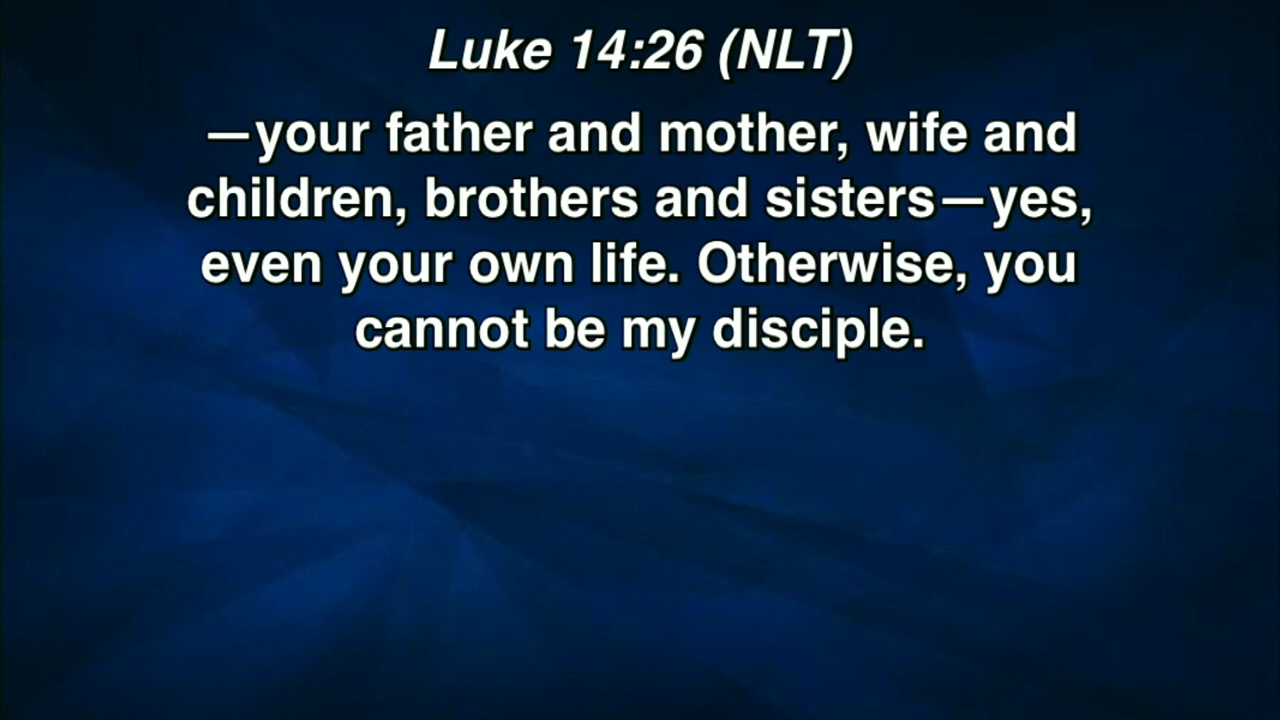 Luke 14:26 (NLT)
—your father and mother, wife and
children, brothers and sisters—yes,
even your own life. Otherwise, you
cannot be my disciple.